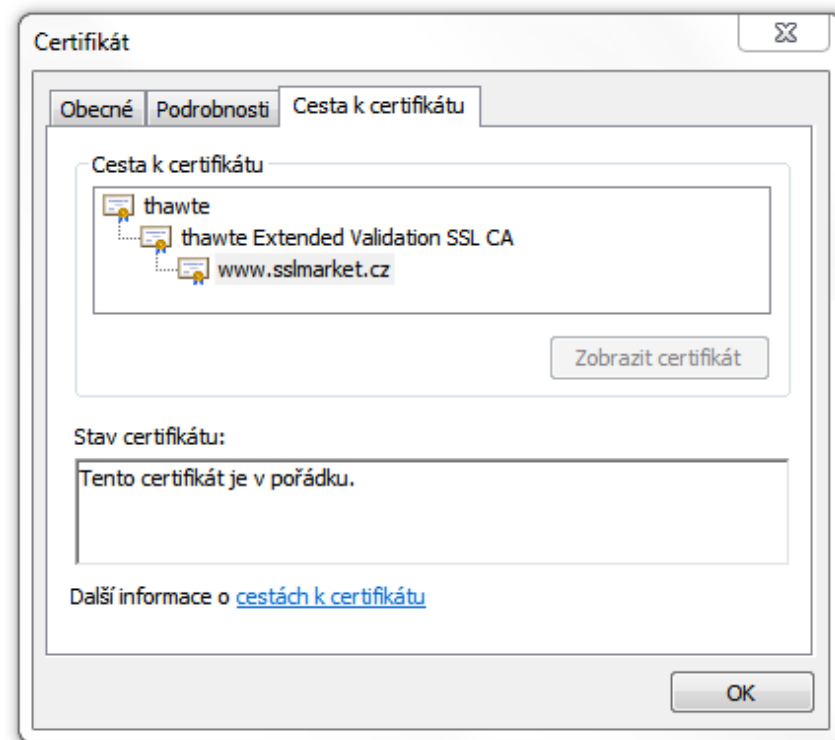 Certifikát
Obecné Podrobnosti Cesta k certifikátu
Cesta k certifikátu
thawte
thawte Extended Validation SSL CA
www.sslmarket.cz
Zobrazit certifikát
Stav certifikátu:
Tento certifikát je v pořádku.
Další informace o cestách k certifikátu
OK